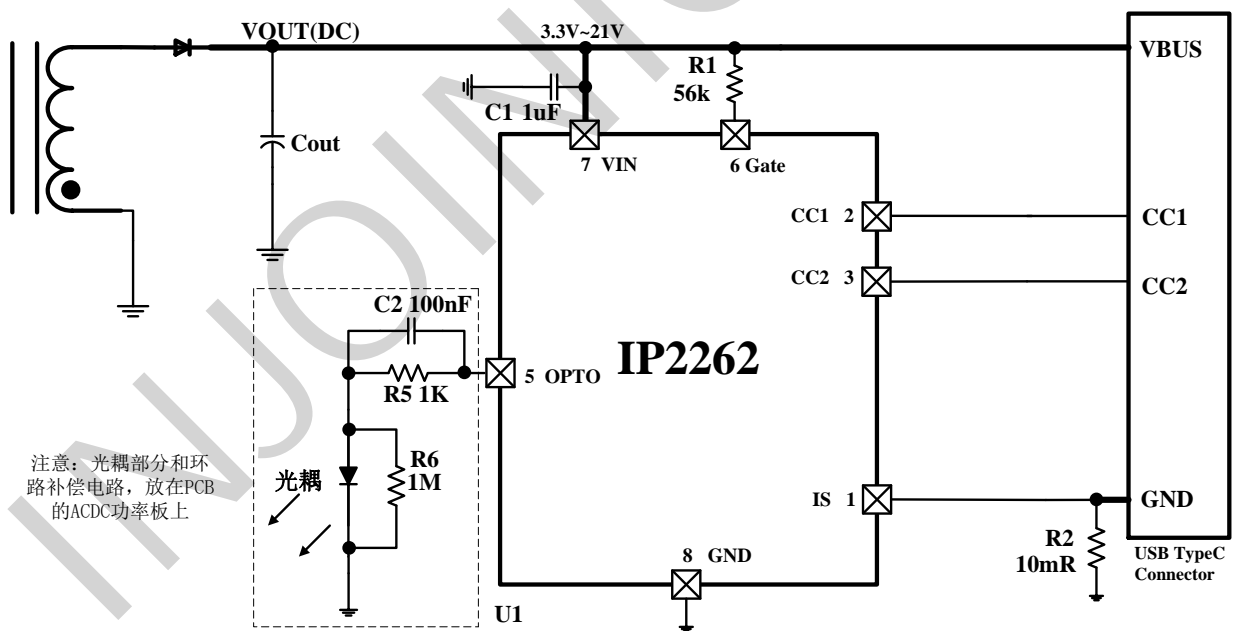 VOUT(DC)
3.3V~21V
VBUS
R1
56k
C1 1uF
Cout
7 VIN
6 Gate
CC1 2
CC1
CC2 3
CC2
C2 100nF
IP2262
5 OPTO
R5 1K
注意：光耦部分和环
路补偿电路，放在PCB
的ACDC功率板上
光耦
R6
1M
IS 1
GND
R2
10mR
8 GND
USB TypeC
Connector
U1
INJOINIC